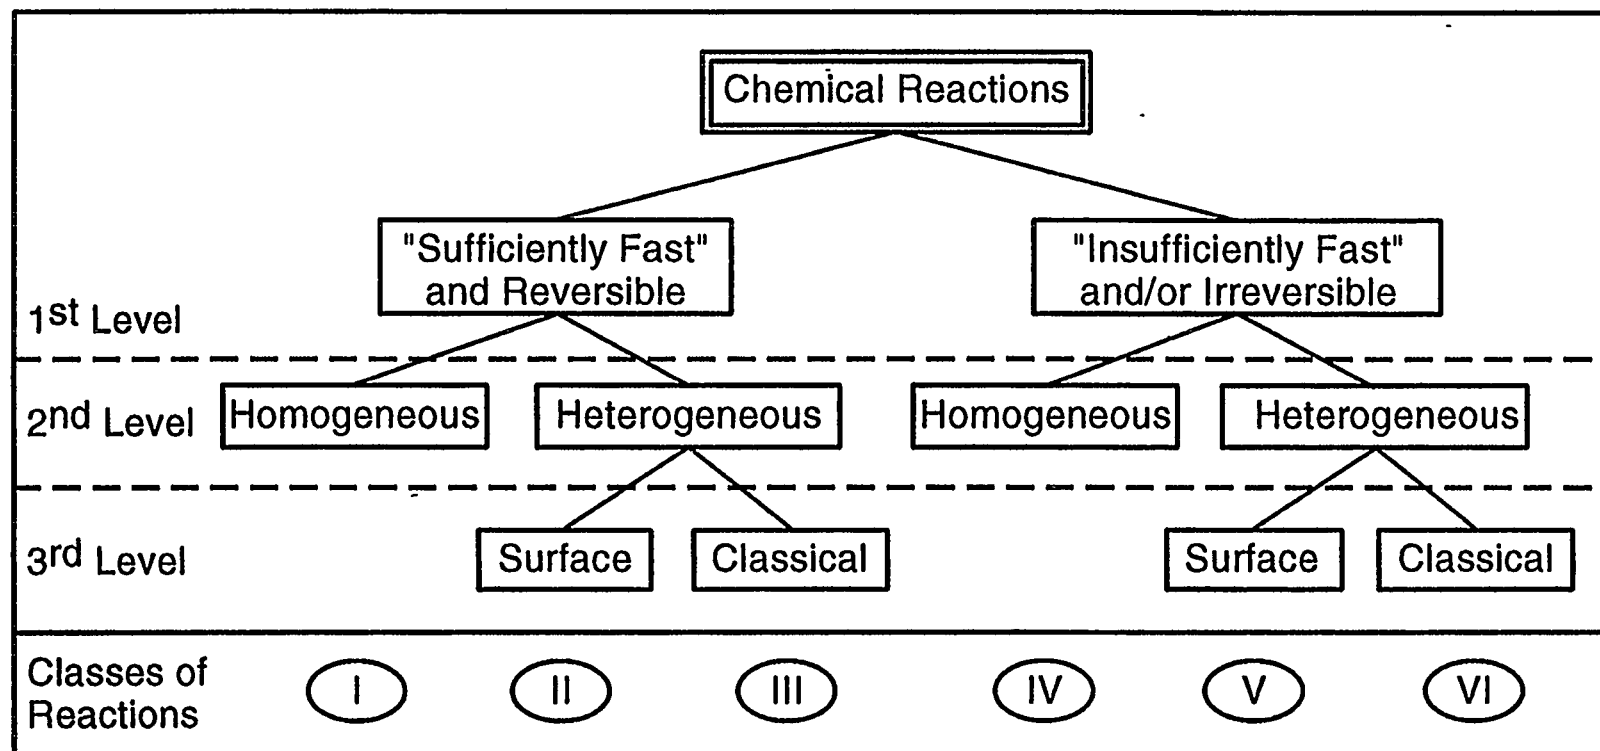 Chemical Reactions
"Sufficiently Fast"
and Reversible
"Insufficiently Fast"
and/or Irreversible
1st Level
2nd Level
Homogeneous
Heterogeneous
Homogeneous
Heterogeneous
3rd Level
Surface
Classical
Surface
Classical
Classes of
Reactions
I
II
III
IV
V
VI